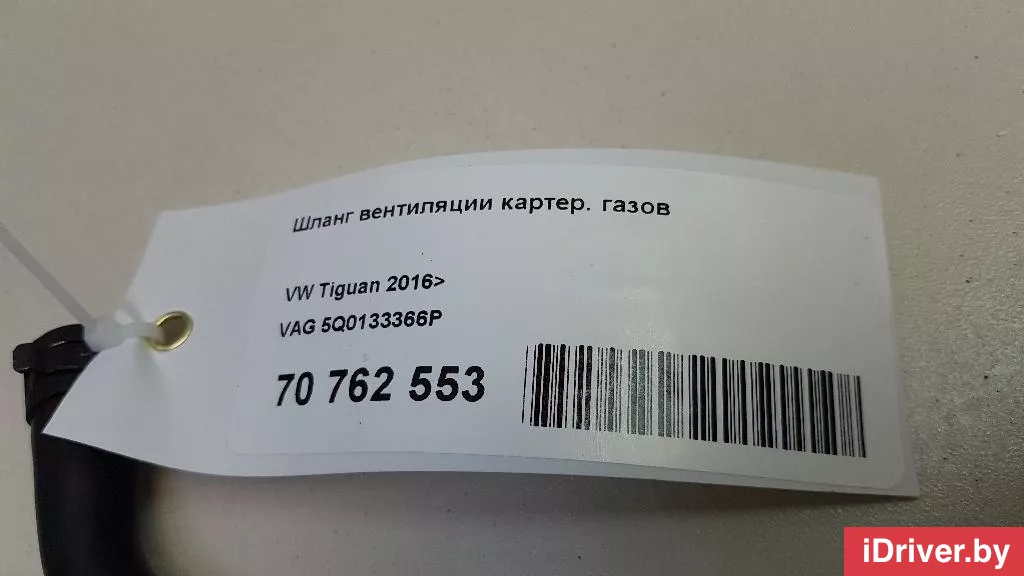 Шланг вентиляции картер. газов
VW Tiguan 2016>
VAG 5Q0133366P
70 762 553
iDriver.by